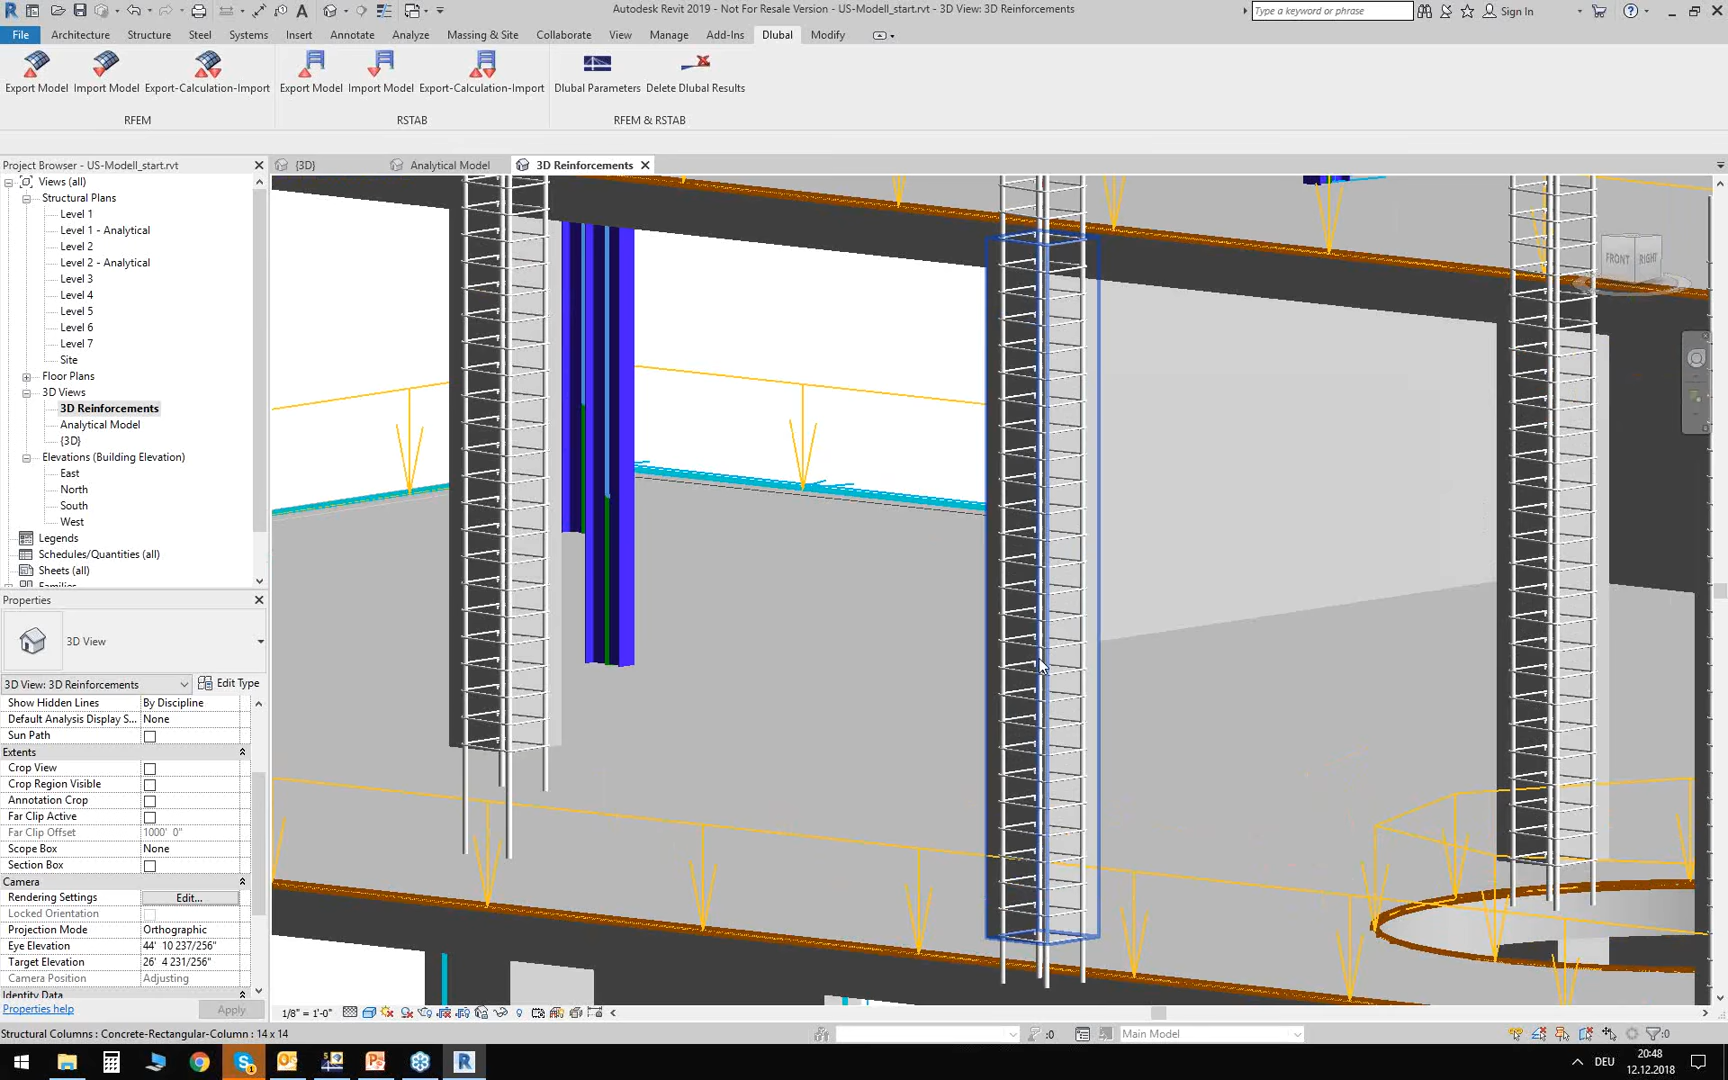 Autodesk Revit 2019 - Not For Resale Version - US-Modell_start.rvt - 3D View: 3D Reinforcements
Type a keyword or phrase
Sign In
File Architecture Structure Steel Systems Insert Annotate Analyze Massing & Site Collaborate View Manage Add-Ins Dlubal Modify
Export Model Import Model Export-Calculation-Import Export Model Import Model Export-Calculation-Import Dlubal Parameters Delete Dlubal Results
RFEM RSTAB RFEM & RSTAB
Project Browser - US-Modell_start.rvt
{3D} Analytical Model 3D Reinforcements
Views (all)
Structural Plans
Level 1
Level 1 - Analytical
Level 2
Level 2 - Analytical
Level 3
Level 4
Level 5
Level 6
Level 7
Site
Floor Plans
3D Views
3D Reinforcements
Analytical Model
{3D}
Elevations (Building Elevation)
East
North
South
West
Legends
Schedules/Quantities (all)
Sheets (all)
Families
FRONT RIGHT
Properties
3D View
3D View: 3D Reinforcements Edit Type
Show Hidden Lines By Discipline
Default Analysis Display S... None
Sun Path
Extents
Crop View
Crop Region Visible
Annotation Crop
Far Clip Active
Far Clip Offset 1000' 0"
Scope Box None
Section Box
Camera
Rendering Settings Edit...
Locked Orientation
Projection Mode Orthographic
Eye Elevation 44' 10 237/256"
Target Elevation 26' 4 231/256"
Camera Position Adjusting
Identity Data
Properties help Apply
1/8" = 1'-0"
Structural Columns : Concrete-Rectangular-Column : 14 x 14
:0
Main Model
:0
DEU
20:48
12.12.2018